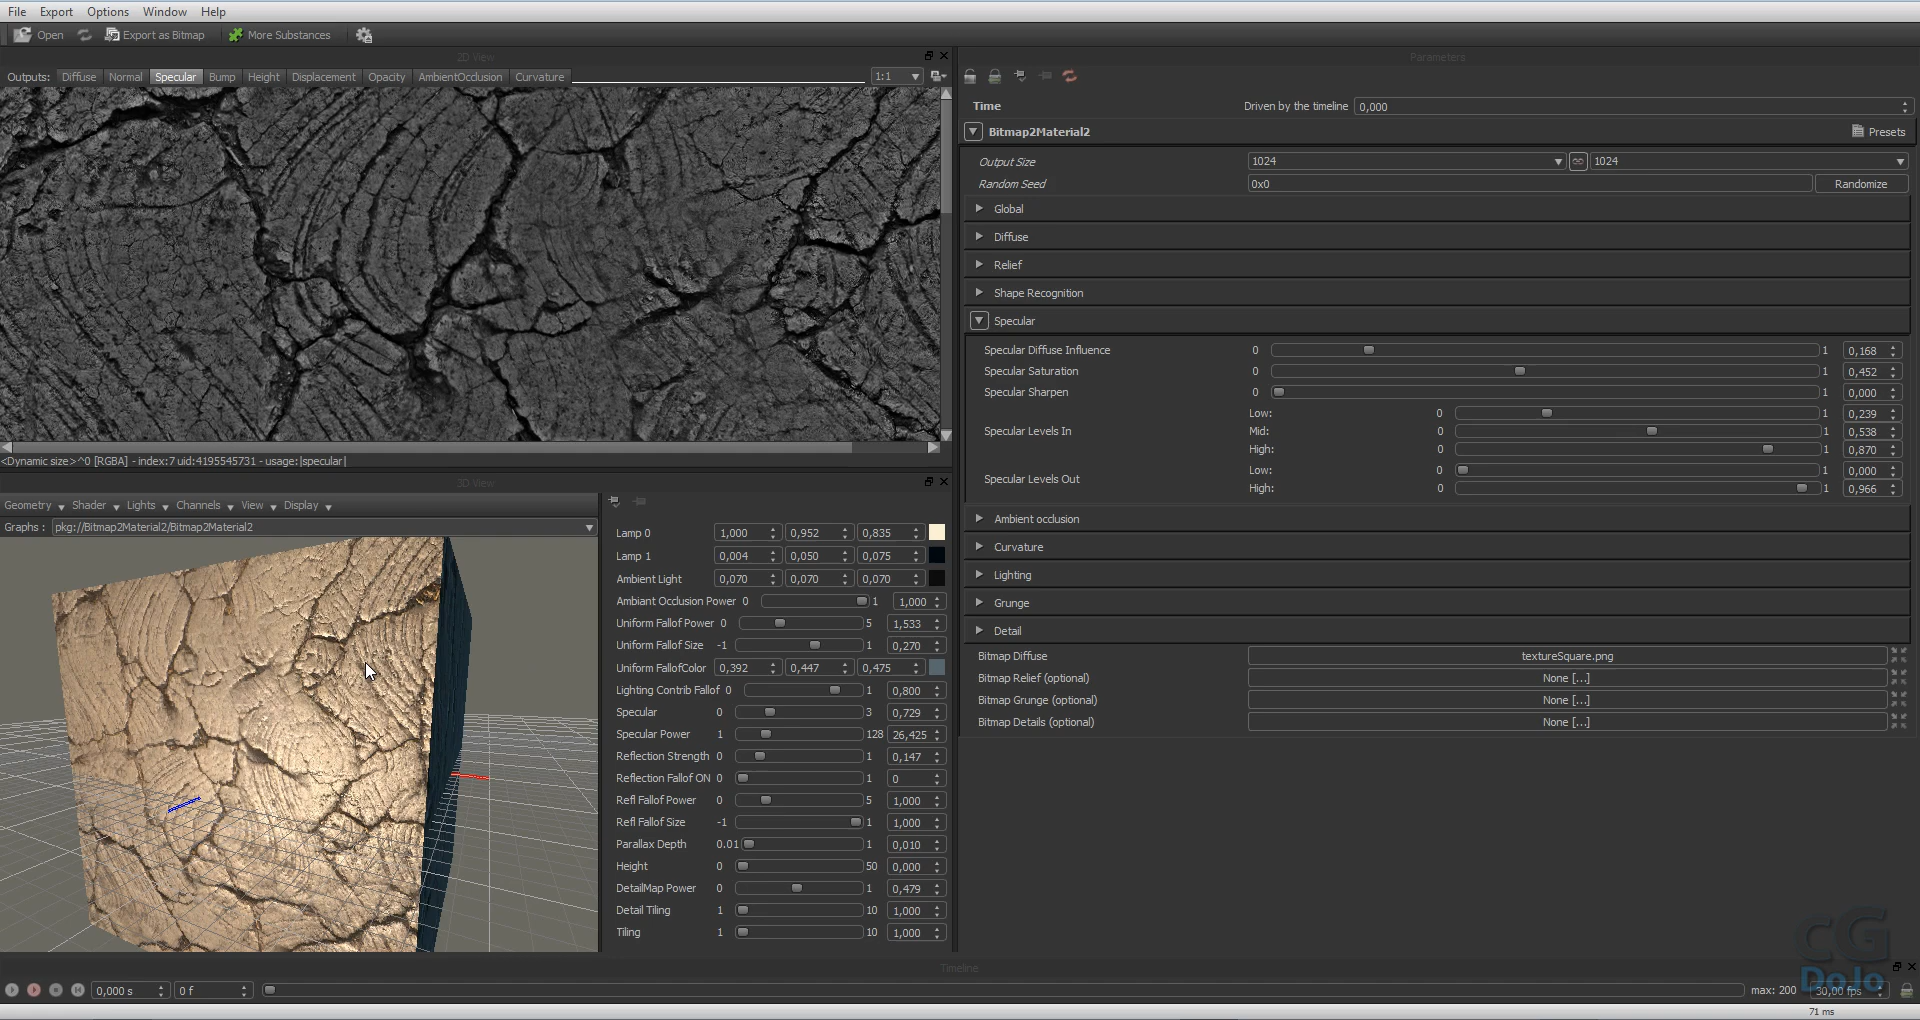 File Export Options Window Help
Open Export as Bitmap More Substances
2D View
Parameters
Outputs: Diffuse Normal Specular Bump Height Displacement Opacity AmbientOcclusion Curvature 1:1
Time Driven by the timeline 0,000
Bitmap2Material2 Presets
Output Size 1024 1024
Random Seed 0x0 Randomize
Global
Diffuse
Relief
Shape Recognition
Specular
Specular Diffuse Influence 0 1 0,168
Specular Saturation 0 1 0,452
Specular Sharpen 0 1 0,000
Low: 0 1 0,239
Specular Levels In Mid: 0 1 0,538
High: 0 1 0,870
Low: 0 1 0,000
Specular Levels Out
High: 0 1 0,966
Ambient occlusion
Curvature
Lighting
Grunge
Detail
Bitmap Diffuse textureSquare.png
Bitmap Relief (optional) None [...]
Bitmap Grunge (optional) None [...]
Bitmap Details (optional) None [...]
<Dynamic size>^0 [RGBA] - index:7 uid:4195545731 - usage:|specular|
3D View
Geometry Shader Lights Channels View Display
Graphs : pkg://Bitmap2Material2/Bitmap2Material2
Lamp 0 1,000 0,952 0,835
Lamp 1 0,004 0,050 0,075
Ambient Light 0,070 0,070 0,070
Ambiant Occlusion Power 0 1 1,000
Uniform Fallof Power 0 5 1,533
Uniform Fallof Size -1 1 0,270
Uniform FallofColor 0,392 0,447 0,475
Lighting Contrib Fallof 0 1 0,800
Specular 0 3 0,729
Specular Power 1 128 26,425
Reflection Strength 0 1 0,147
Reflection Fallof ON 0 1 0
Refl Fallof Power 0 5 1,000
Refl Fallof Size -1 1 1,000
Parallax Depth 0.01 1 0,010
Height 0 50 0,000
DetailMap Power 0 1 0,479
Detail Tiling 1 10 1,000
Tiling 1 10 1,000
Timeline
0,000 s 0 f max: 200 30,00 fps
cG DoJo
71 ms